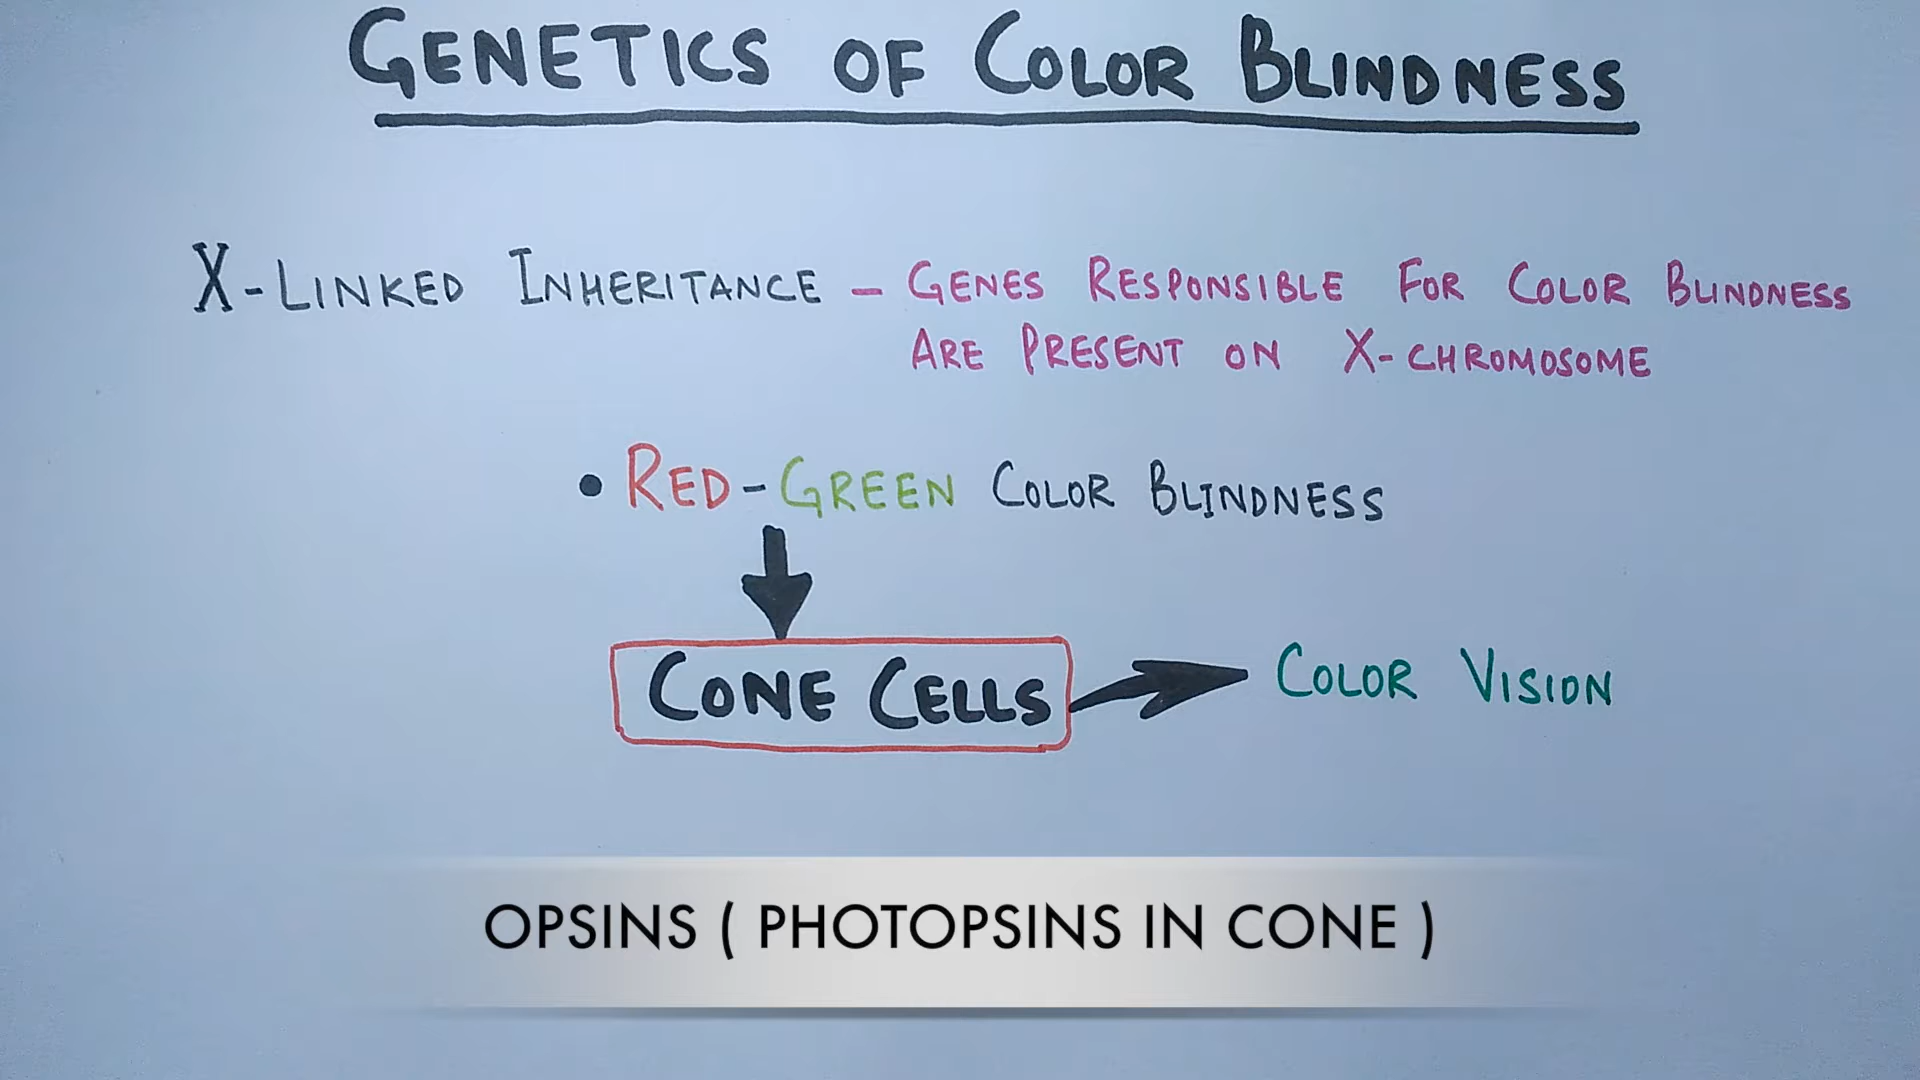 GENETICS OF COLOR BLINDNESS
X-LINKED INHERITANCE - GENES RESPONSIBLE FOR COLOR BLINDNESS
ARE PRESENT ON X-CHROMOSOME
• RED-GREEN COLOR BLINDNESS
CONE CELLS
COLOR VISION
OPSINS ( PHOTOPSINS IN CONE )